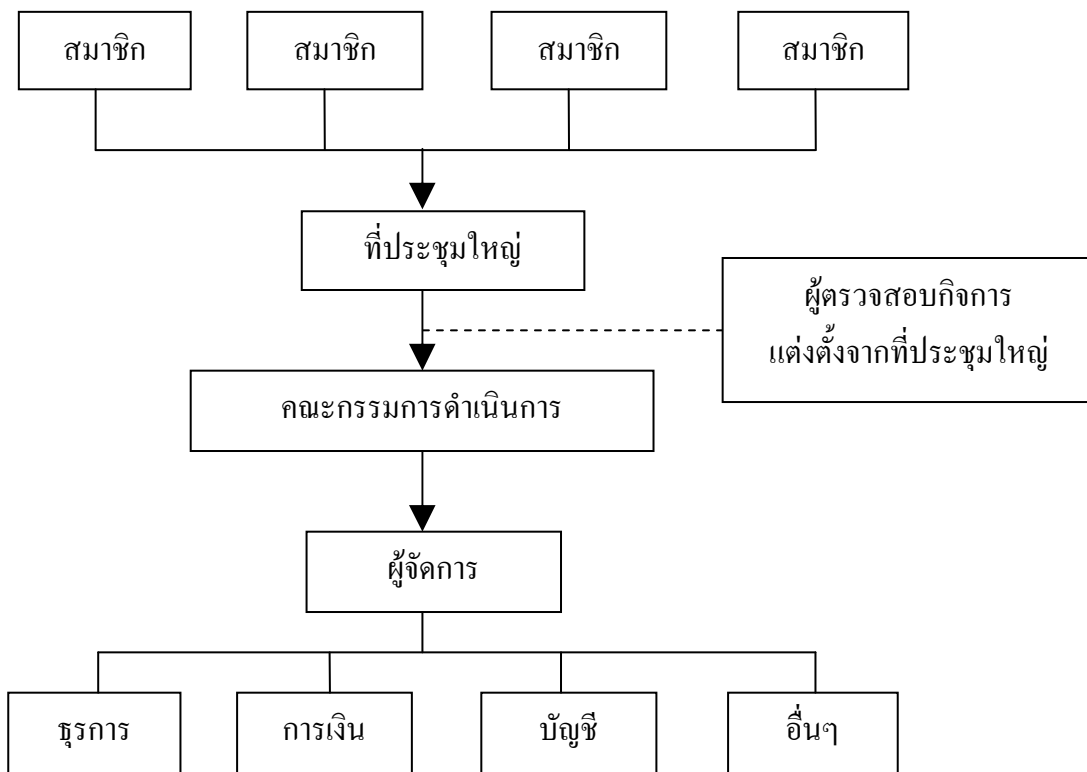 สมาชิก
สมาชิก
สมาชิก
สมาชิก
ที่ประชุมใหญ่
ผู้ตรวจสอบกิจการ
แต่งตั้งจากที่ประชุมใหญ่
คณะกรรมการดำเนินการ
ผู้จัดการ
ธุรการ
การเงิน
บัญชี
อื่นๆ